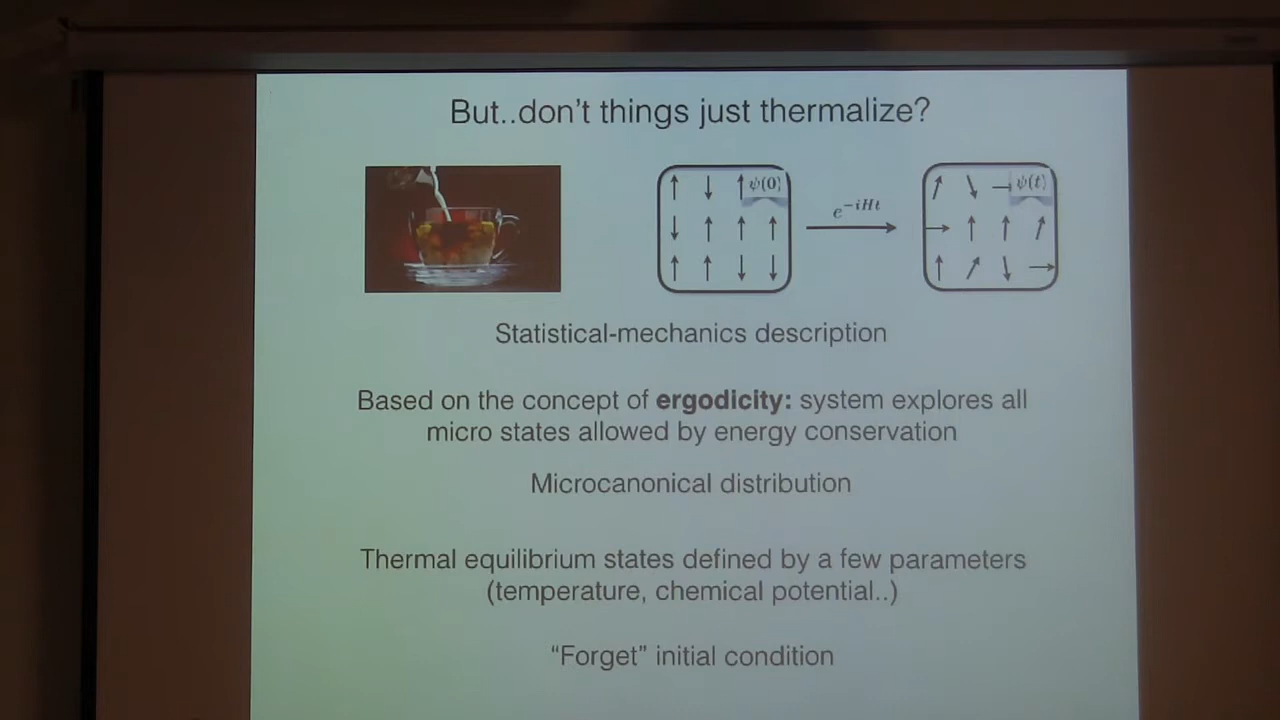 But..don't things just thermalize?
ψ(0)
e^{-iHt}
ψ(t)
Statistical-mechanics description
Based on the concept of ergodicity: system explores all
micro states allowed by energy conservation
Microcanonical distribution
Thermal equilibrium states defined by a few parameters
(temperature, chemical potential..)
“Forget” initial condition